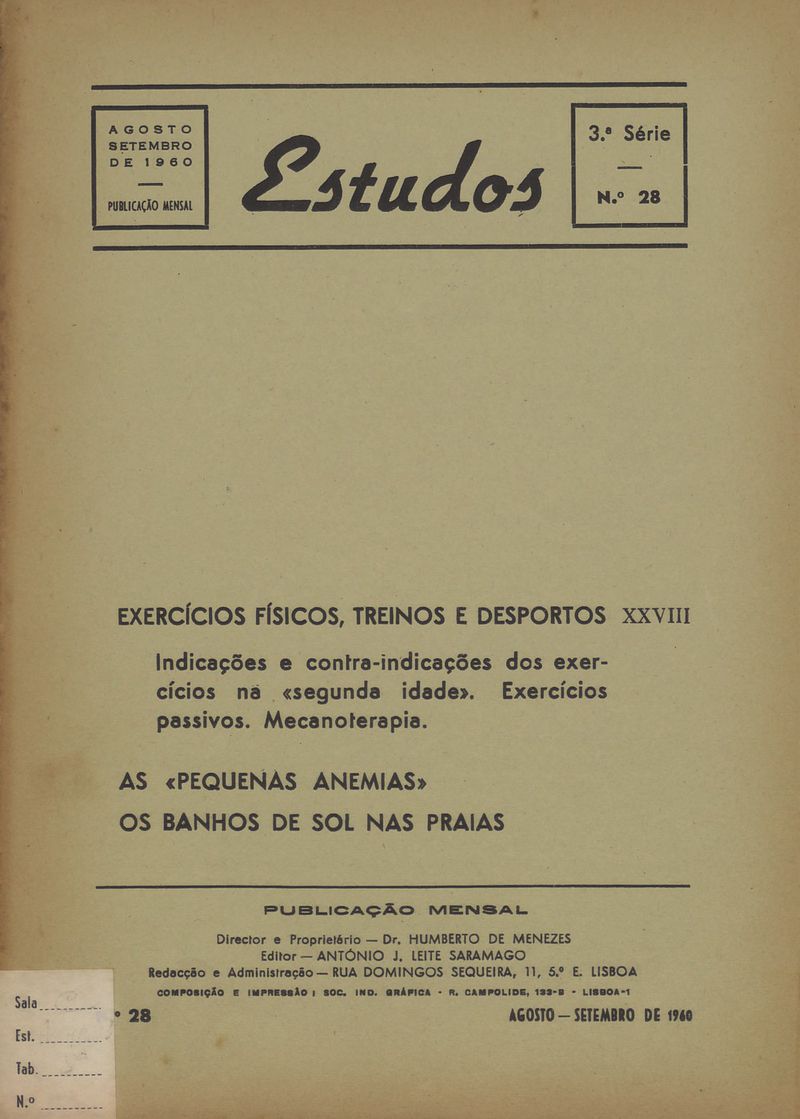 AGOSTO
SETEMBRO
DE 1960
PUBLICAÇÃO MENSAL
Estudos
3.ª Série
N.º 28
EXERCÍCIOS FÍSICOS, TREINOS E DESPORTOS XXVIII
Indicações e contra-indicações dos exer-
cícios na «segunda idade». Exercícios
passivos. Mecanoterapia.
AS «PEQUENAS ANEMIAS»
OS BANHOS DE SOL NAS PRAIAS
PUBLICAÇÃO MENSAL
Director e Proprietário — Dr. HUMBERTO DE MENEZES
Editor — ANTÓNIO J. LEITE SARAMAGO
Redacção e Administração — RUA DOMINGOS SEQUEIRA, 11, 5.º E. LISBOA
COMPOSIÇÃO E IMPRESSÃO : SOC. IND. GRÁFICA - R. CAMPOLIDE, 133-B - LISBOA-1
º 28
AGOSTO — SETEMBRO DE 1960
Sala
Est.
Tab.
N.º